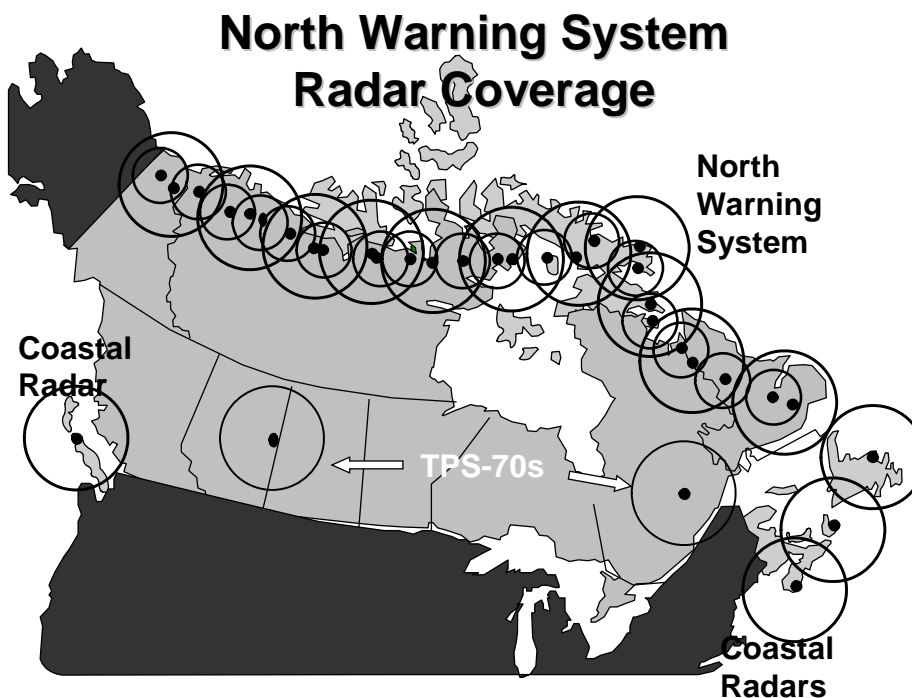 North Warning System
Radar Coverage
North
Warning
System
Coastal
Radar
TPS-70s
Coastal
Radars